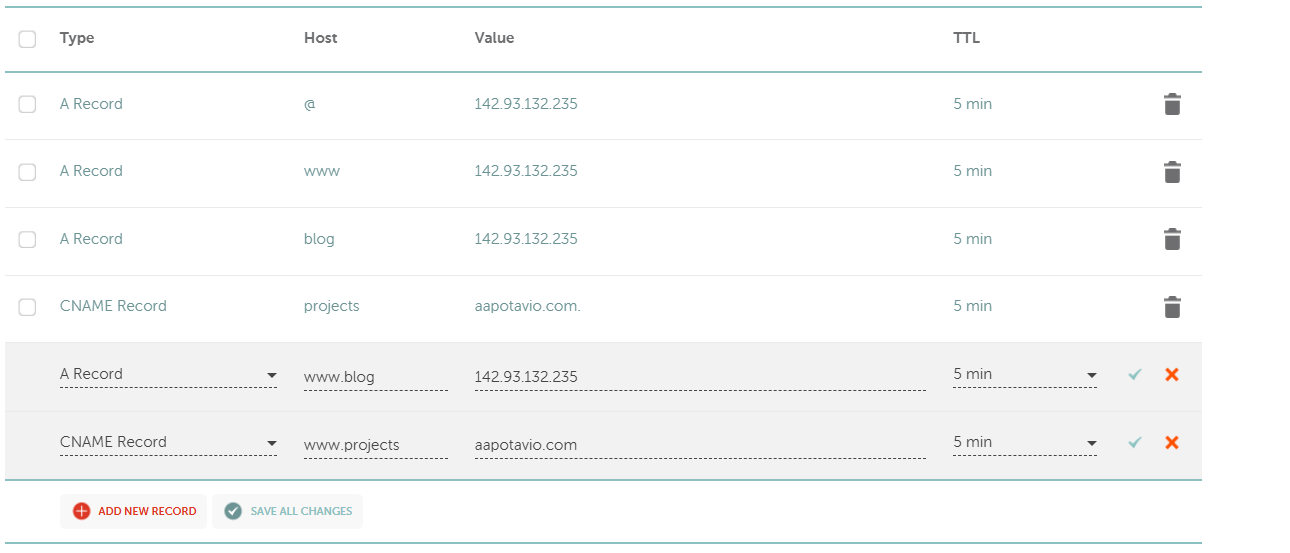 Type Host Value TTL
A Record @ 142.93.132.235 5 min
A Record www 142.93.132.235 5 min
A Record blog 142.93.132.235 5 min
CNAME Record projects aapotavio.com. 5 min
A Record www.blog 142.93.132.235 5 min
CNAME Record www.projects aapotavio.com 5 min
ADD NEW RECORD SAVE ALL CHANGES